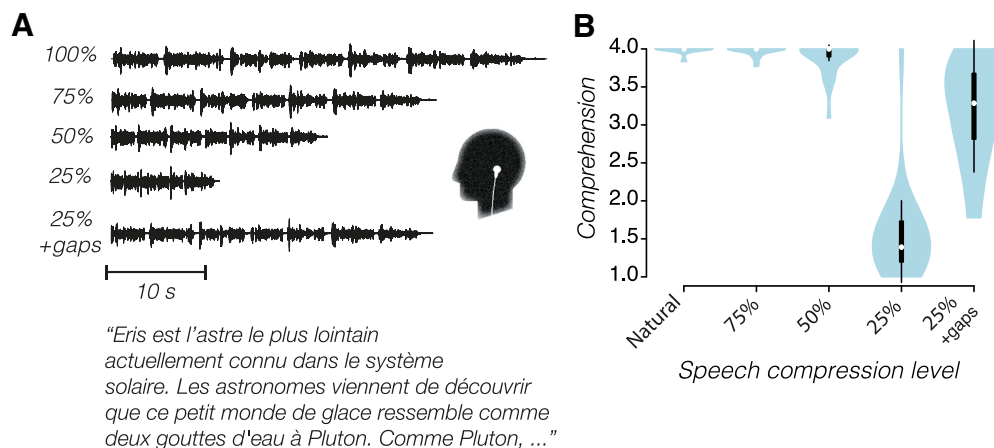 A
100%
75%
50%
25%
25%
+gaps
10 s
"Eris est l'astre le plus lointain
actuellement connu dans le système
solaire. Les astronomes viennent de découvrir
que ce petit monde de glace ressemble comme
deux gouttes d'eau à Pluton. Comme Pluton, ..."
B
Comprehension
4.0
3.5
3.0
2.5
2.0
1.5
1.0
Natural
75%
50%
25%
25%
+gaps
Speech compression level